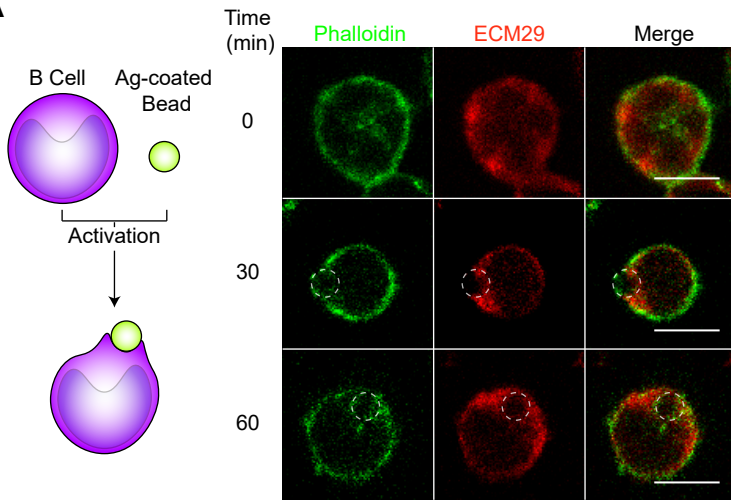 A
Time
(min)
Phalloidin
ECM29
Merge
B Cell
Ag-coated
Bead
0
Activation
30
60